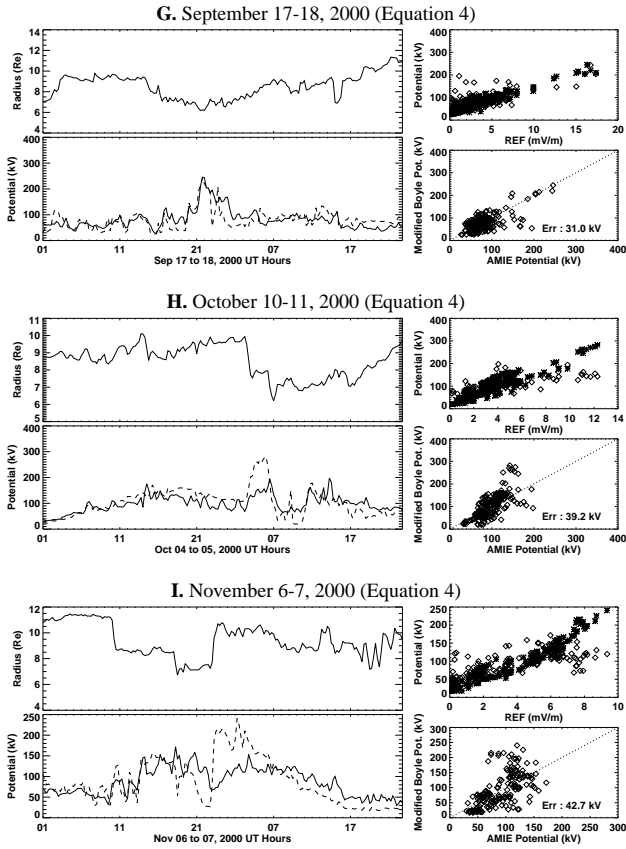 G. September 17-18, 2000 (Equation 4)
Radius (Re)
14
12
10
8
6
4
Potential (kV)
400
300
200
100
0
01 11 21 07 17
Sep 17 to 18, 2000 UT Hours
Potential (kV)
400
300
200
100
0
0 5 10 15 20
REF (mV/m)
Modified Boyle Pot.
400
300
200
100
0
Err : 31.0 kV
0 100 200 300 400
AMIE Potential (kV)
H. October 10-11, 2000 (Equation 4)
Radius (Re)
11
10
9
8
7
6
5
Potential (kV)
400
300
200
100
0
01 11 21 07 17
Oct 04 to 05, 2000 UT Hours
Potential (kV)
400
300
200
100
0
0 2 4 6 8 10 12 14
REF (mV/m)
Modified Boyle Pot.
400
300
200
100
0
Err : 39.2 kV
0 100 200 300 400
AMIE Potential (kV)
I. November 6-7, 2000 (Equation 4)
Radius (Re)
12
10
8
6
4
Potential (kV)
250
200
150
100
50
0
01 11 21 07 17
Nov 06 to 07, 2000 UT Hours
Potential (kV)
250
200
150
100
50
0
0 2 4 6 8 10
REF (mV/m)
Modified Boyle Pot.
300
250
200
150
100
50
0
Err : 42.7 kV
0 50 100 150 200 250 300
AMIE Potential (kV)